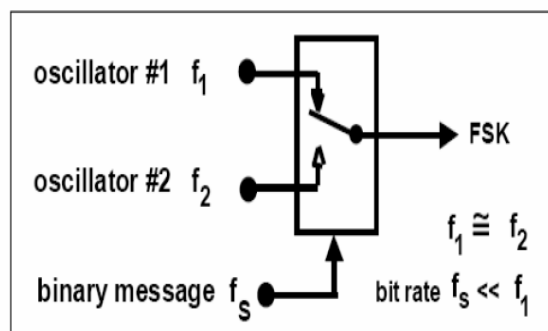 oscillator #1 f₁
FSK
oscillator #2 f₂
f₁ ≅ f₂
binary message fₛ
bit rate fₛ << f₁